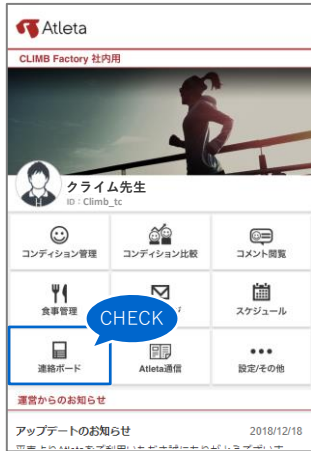 Atleta
CLIMB Factory 社内用
クライム先生
ID : Climb_tc
コンディション管理 コンディション比較 コメント閲覧
食事管理 スケジュール
CHECK
連絡ボード Atleta通信 設定/その他
運営からのお知らせ
アップデートのお知らせ 2018/12/18